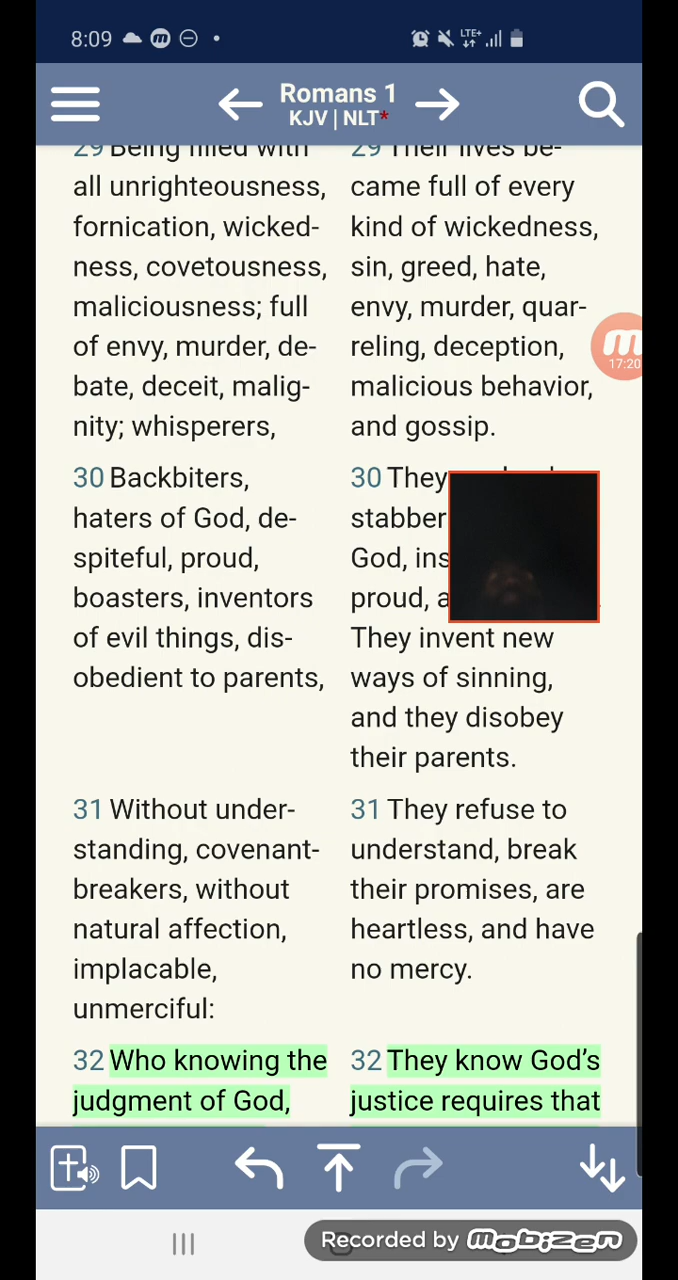 8:09
LTE+
Romans 1
KJV | NLT*
29 Being filled with
all unrighteousness,
fornication, wicked-
ness, covetousness,
maliciousness; full
of envy, murder, de-
bate, deceit, malig-
nity; whisperers,
30 Backbiters,
haters of God, de-
spiteful, proud,
boasters, inventors
of evil things, dis-
obedient to parents,
31 Without under-
standing, covenant-
breakers, without
natural affection,
implacable,
unmerciful:
32 Who knowing the
judgment of God,
29 Their lives be-
came full of every
kind of wickedness,
sin, greed, hate,
envy, murder, quar-
reling, deception,
malicious behavior,
and gossip.
30 They
stabber
God, ins
proud, a
They invent new
ways of sinning,
and they disobey
their parents.
31 They refuse to
understand, break
their promises, are
heartless, and have
no mercy.
32 They know God's
justice requires that
m
17:20
Recorded by mobizen